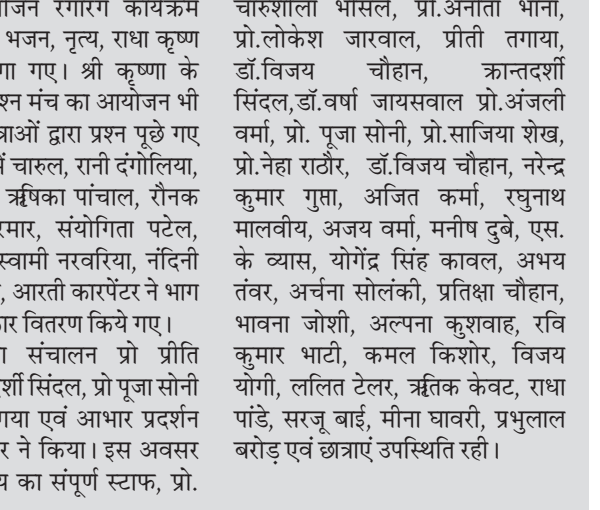 रंगारंग कार्यक्रम
भजन, नृत्य, राधा कृष्ण
गए। श्री कृष्णा के
मंच का आयोजन भी
द्वारा प्रश्न पूछे गए
चारुल, रानी दंगोलिया,
ऋषिका पांचाल, रौनक
संयोगिता पटेल,
स्वामी नरवरिया, नंदिनी
, आरती कारपेंटर ने भाग
वितरण किये गए।
संचालन प्रो प्रीति
सिंदल, प्रो पूजा सोनी
गया एवं आभार प्रदर्शन
ने किया। इस अवसर
का संपूर्ण स्टाफ, प्रो.
चारुशीला भोसले, प्रो.अनीता भाना,
प्रो.लोकेश जारवाल, प्रीती तगाया,
डॉ.विजय चौहान, क्रान्तदर्शी
सिंदल,डॉ.वर्षा जायसवाल प्रो.अंजली
वर्मा, प्रो. पूजा सोनी, प्रो.साजिया शेख,
प्रो.नेहा राठौर, डॉ.विजय चौहान, नरेन्द्र
कुमार गुप्ता, अजित कर्मा, रघुनाथ
मालवीय, अजय वर्मा, मनीष दुबे, एस.
के व्यास, योगेंद्र सिंह कावल, अभय
तंवर, अर्चना सोलंकी, प्रतिक्षा चौहान,
भावना जोशी, अल्पना कुशवाह, रवि
कुमार भाटी, कमल किशोर, विजय
योगी, ललित टेलर, ऋतिक केवट, राधा
पांडे, सरजू बाई, मीना घावरी, प्रभुलाल
बरोड़ एवं छात्राएं उपस्थिति रही।